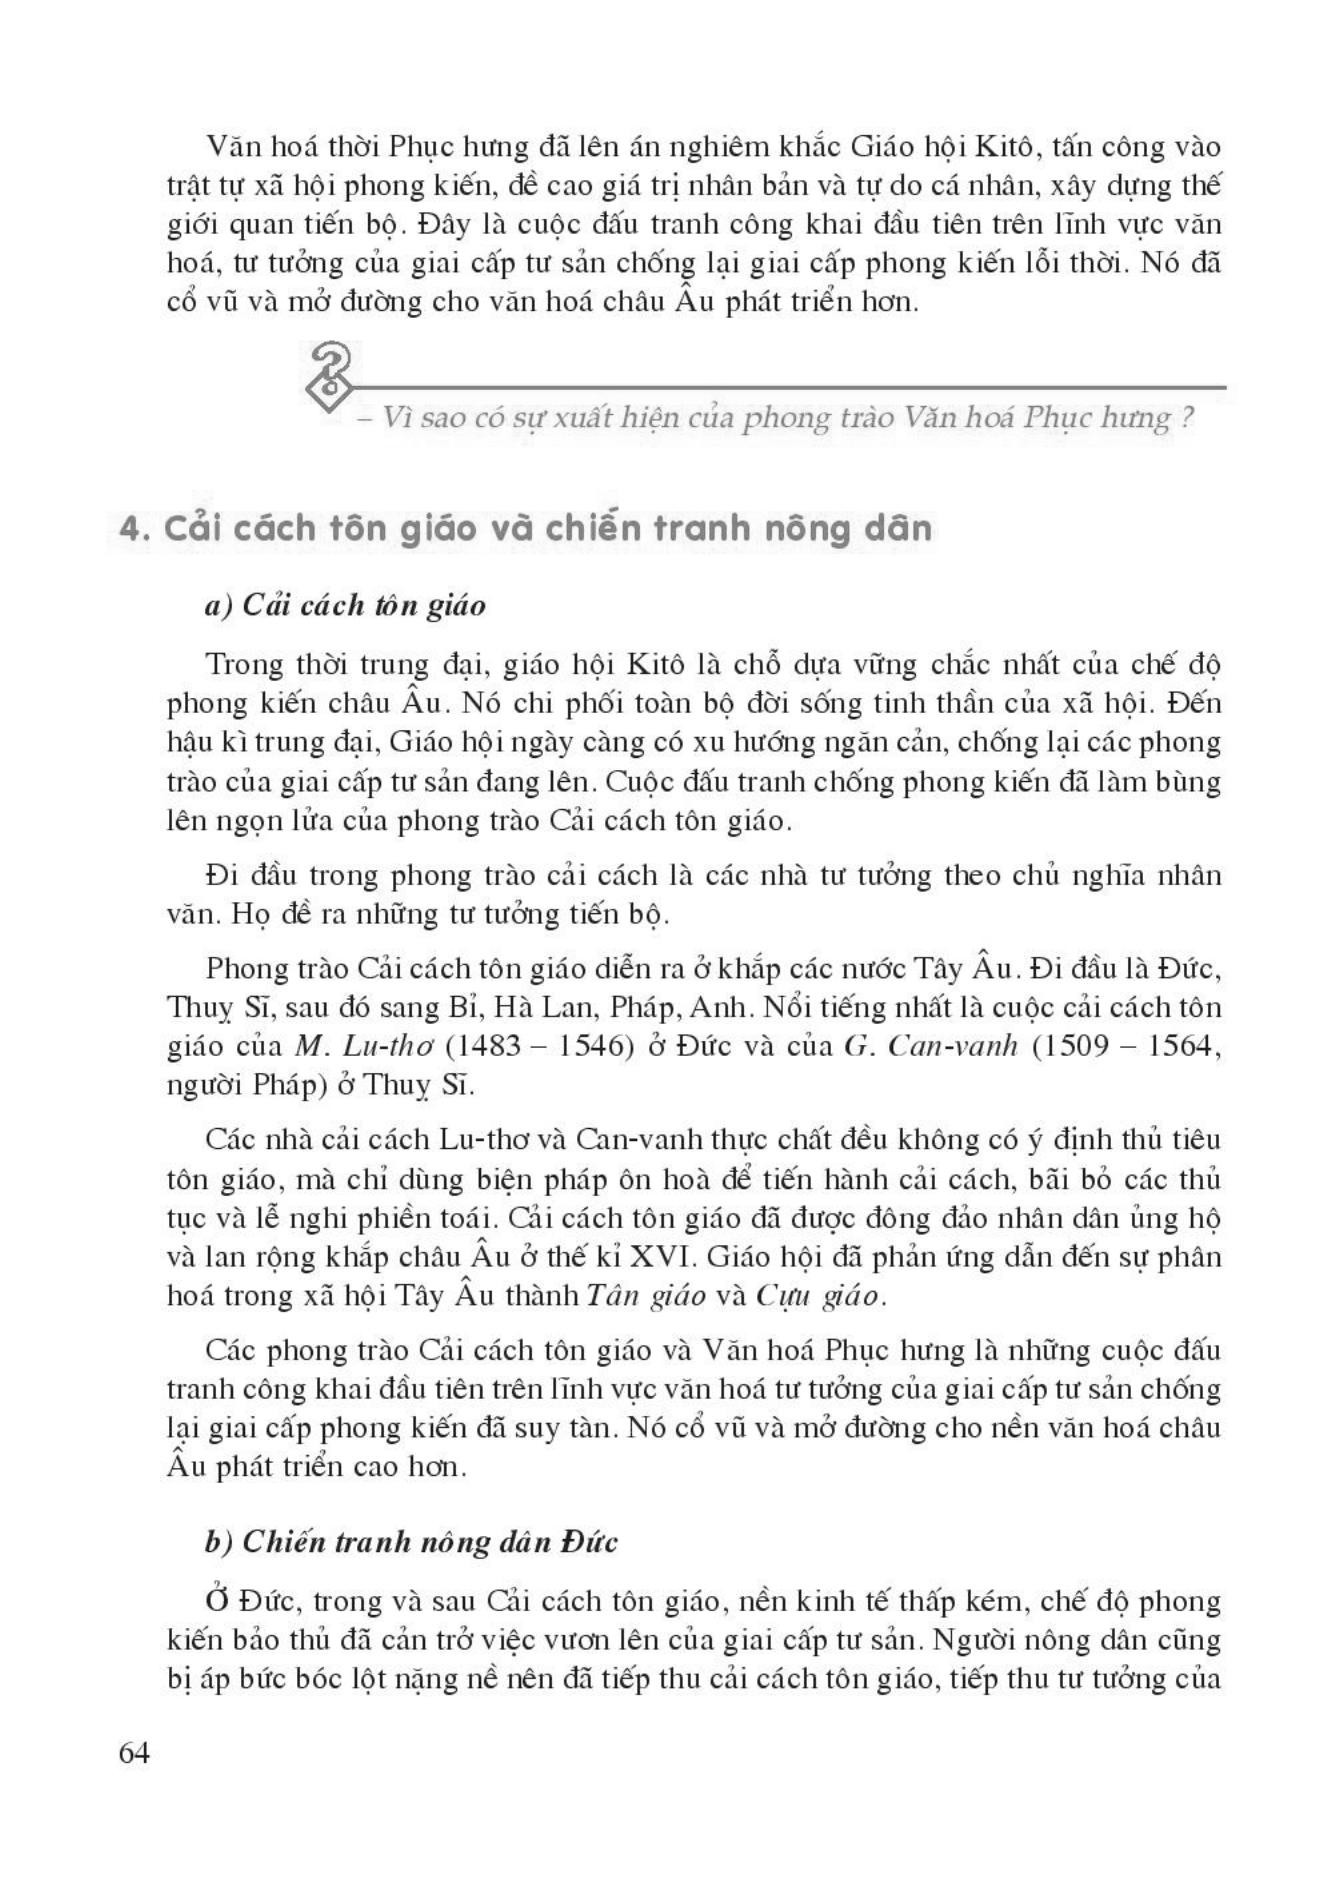 Văn hoá thời Phục hưng đã lên án nghiêm khắc Giáo hội Kitô, tấn công vào
trật tự xã hội phong kiến, đề cao giá trị nhân bản và tự do cá nhân, xây dựng thế
giới quan tiến bộ. Đây là cuộc đấu tranh công khai đầu tiên trên lĩnh vực văn
hoá, tư tưởng của giai cấp tư sản chống lại giai cấp phong kiến lỗi thời. Nó đã
cổ vũ và mở đường cho văn hoá châu Âu phát triển hơn.
?
– Vì sao có sự xuất hiện của phong trào Văn hoá Phục hưng ?
4. Cải cách tôn giáo và chiến tranh nông dân
a) Cải cách tôn giáo
Trong thời trung đại, giáo hội Kitô là chỗ dựa vững chắc nhất của chế độ
phong kiến châu Âu. Nó chi phối toàn bộ đời sống tinh thần của xã hội. Đến
hậu kì trung đại, Giáo hội ngày càng có xu hướng ngăn cản, chống lại các phong
trào của giai cấp tư sản đang lên. Cuộc đấu tranh chống phong kiến đã làm bùng
lên ngọn lửa của phong trào Cải cách tôn giáo.
Đi đầu trong phong trào cải cách là các nhà tư tưởng theo chủ nghĩa nhân
văn. Họ đề ra những tư tưởng tiến bộ.
Phong trào Cải cách tôn giáo diễn ra ở khắp các nước Tây Âu. Đi đầu là Đức,
Thuỵ Sĩ, sau đó sang Bỉ, Hà Lan, Pháp, Anh. Nổi tiếng nhất là cuộc cải cách tôn
giáo của M. Lu-thơ (1483 – 1546) ở Đức và của G. Can-vanh (1509 – 1564,
người Pháp) ở Thuỵ Sĩ.
Các nhà cải cách Lu-thơ và Can-vanh thực chất đều không có ý định thủ tiêu
tôn giáo, mà chỉ dùng biện pháp ôn hoà để tiến hành cải cách, bãi bỏ các thủ
tục và lễ nghi phiền toái. Cải cách tôn giáo đã được đông đảo nhân dân ủng hộ
và lan rộng khắp châu Âu ở thế kỉ XVI. Giáo hội đã phản ứng dẫn đến sự phân
hoá trong xã hội Tây Âu thành Tân giáo và Cựu giáo.
Các phong trào Cải cách tôn giáo và Văn hoá Phục hưng là những cuộc đấu
tranh công khai đầu tiên trên lĩnh vực văn hoá tư tưởng của giai cấp tư sản chống
lại giai cấp phong kiến đã suy tàn. Nó cổ vũ và mở đường cho nền văn hoá châu
Âu phát triển cao hơn.
b) Chiến tranh nông dân Đức
Ở Đức, trong và sau Cải cách tôn giáo, nền kinh tế thấp kém, chế độ phong
kiến bảo thủ đã cản trở việc vươn lên của giai cấp tư sản. Người nông dân cũng
bị áp bức bóc lột nặng nề nên đã tiếp thu cải cách tôn giáo, tiếp thu tư tưởng của
64